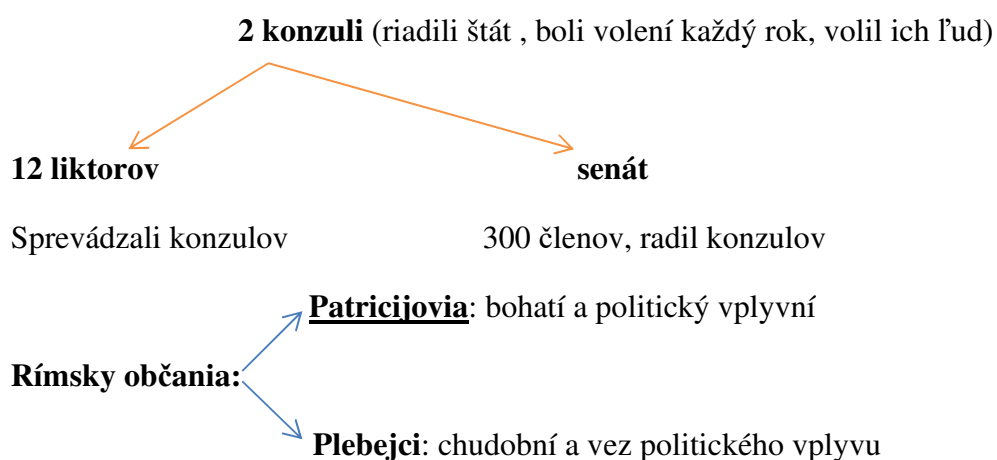 2 konzuli (riadili štát , boli volení každý rok, volil ich ľud)
12 liktorov senát
Sprevádzali konzulov 300 členov, radil konzulov
Patricijovia: bohatí a politický vplyvní
Rímsky občania:
Plebejci: chudobní a vez politického vplyvu